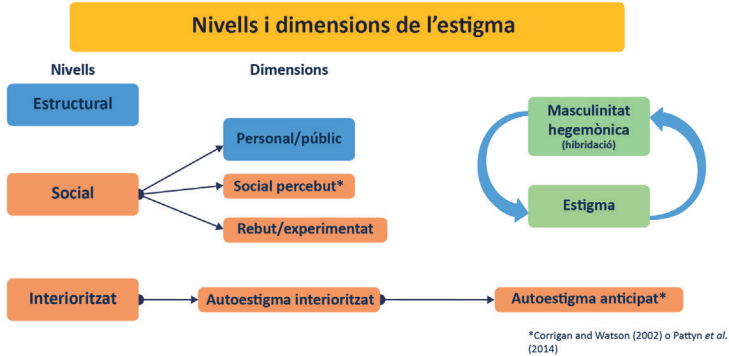 Nivells i dimensions de l'estigma
Nivells
Dimensions
Estructural
Personal/públic
Social
Social percebut*
Rebut/experimentat
Masculinitat
hegemònica
(hibridació)
Estigma
Interioritzat
Autoestigma interioritzat
Autoestigma anticipat*
*Corrigan and Watson (2002) o Pattyn et al.
(2014)